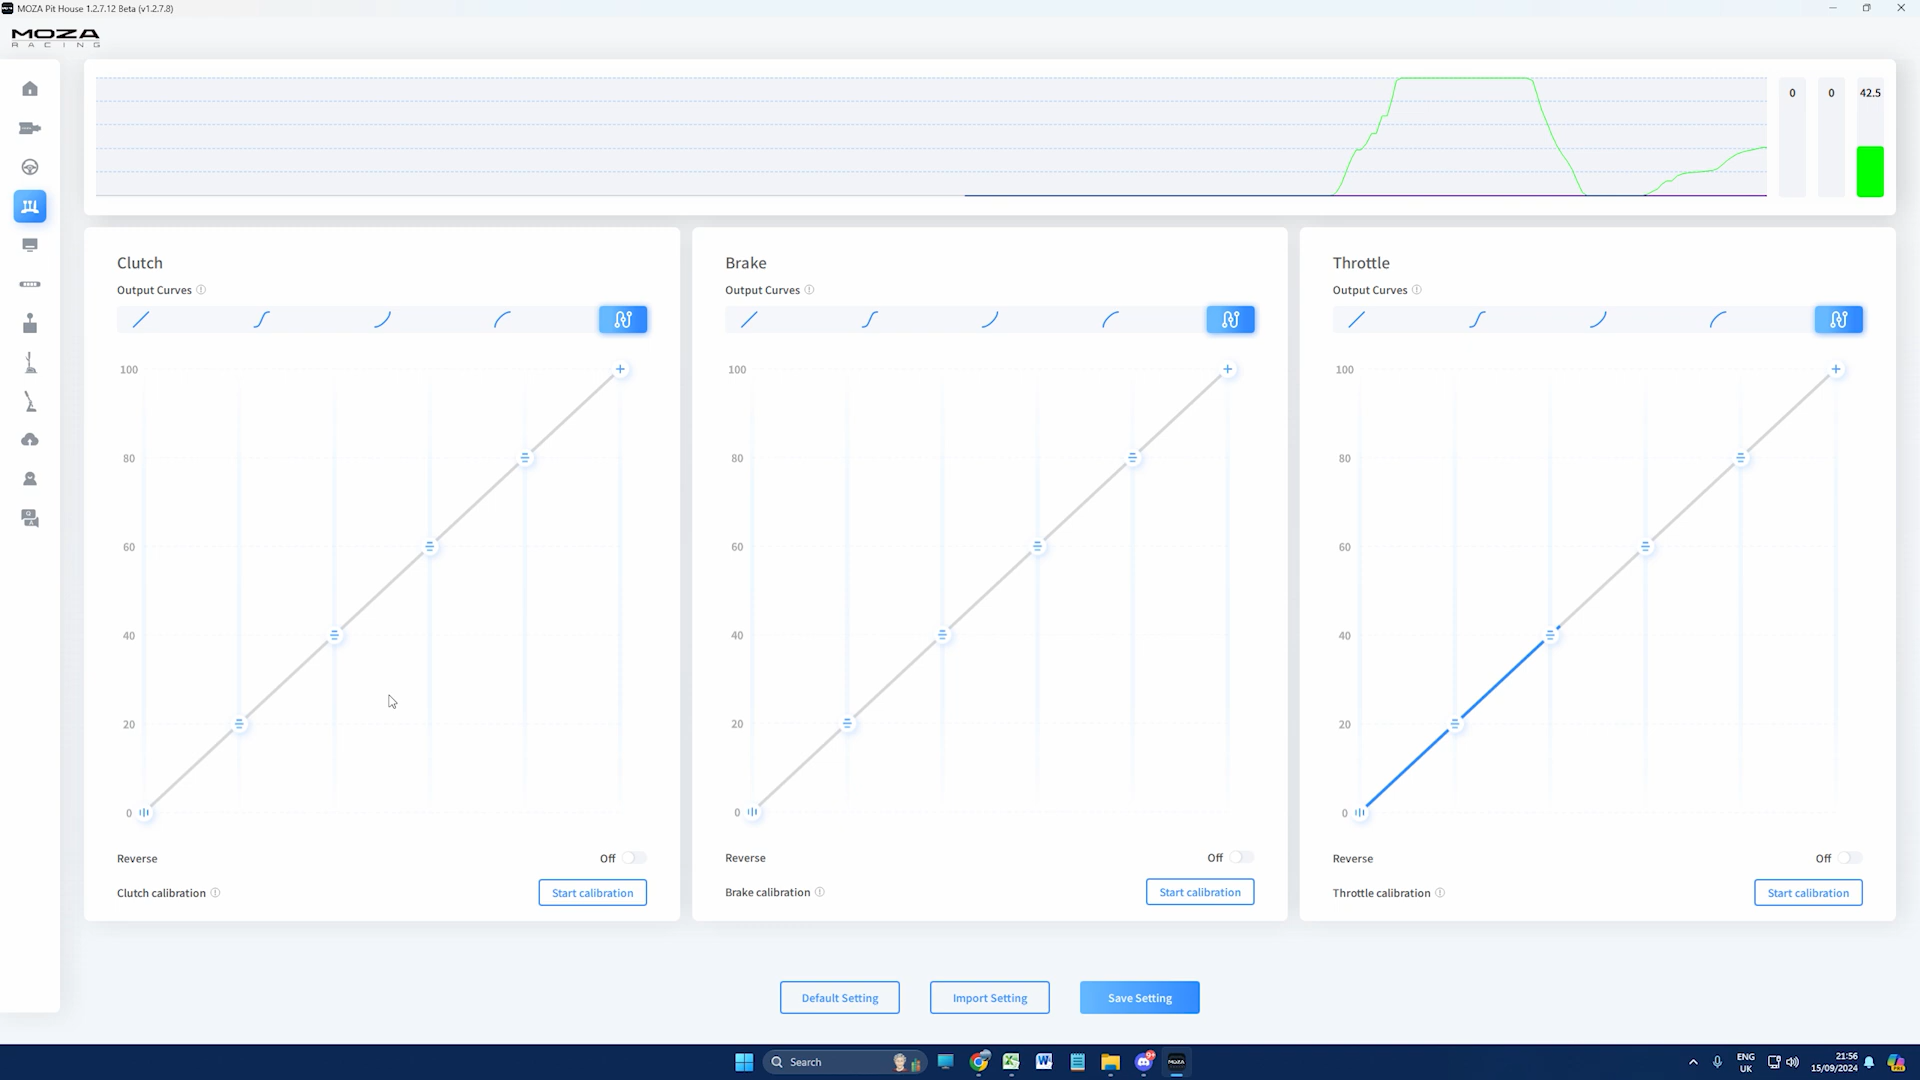 MOZA Pit House 1.2.7.12 Beta (v1.2.7.8)
MOZA
RACING
0 0 42.5
Clutch
Output Curves
100
80
60
40
20
0
Reverse Off
Clutch calibration Start calibration
Brake
Output Curves
100
80
60
40
20
0
Reverse Off
Brake calibration Start calibration
Throttle
Output Curves
100
80
60
40
20
0
Reverse Off
Throttle calibration Start calibration
Default Setting Import Setting Save Setting
Search
ENG
UK
21:56
15/09/2024